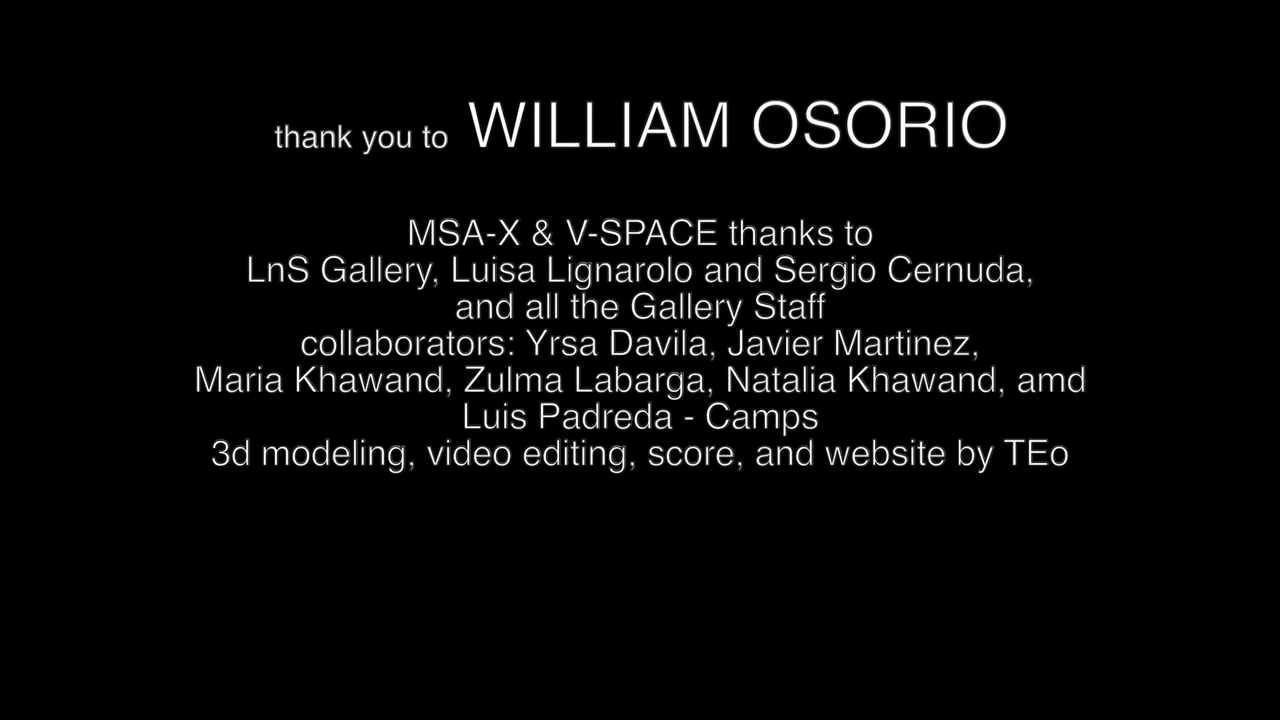 thank you to WILLIAM OSORIO
MSA-X & V-SPACE thanks to
LnS Gallery, Luisa Lignarolo and Sergio Cernuda,
and all the Gallery Staff
collaborators: Yrsa Davila, Javier Martinez,
Maria Khawand, Zulma Labarga, Natalia Khawand, amd
Luis Padreda - Camps
3d modeling, video editing, score, and website by TEo